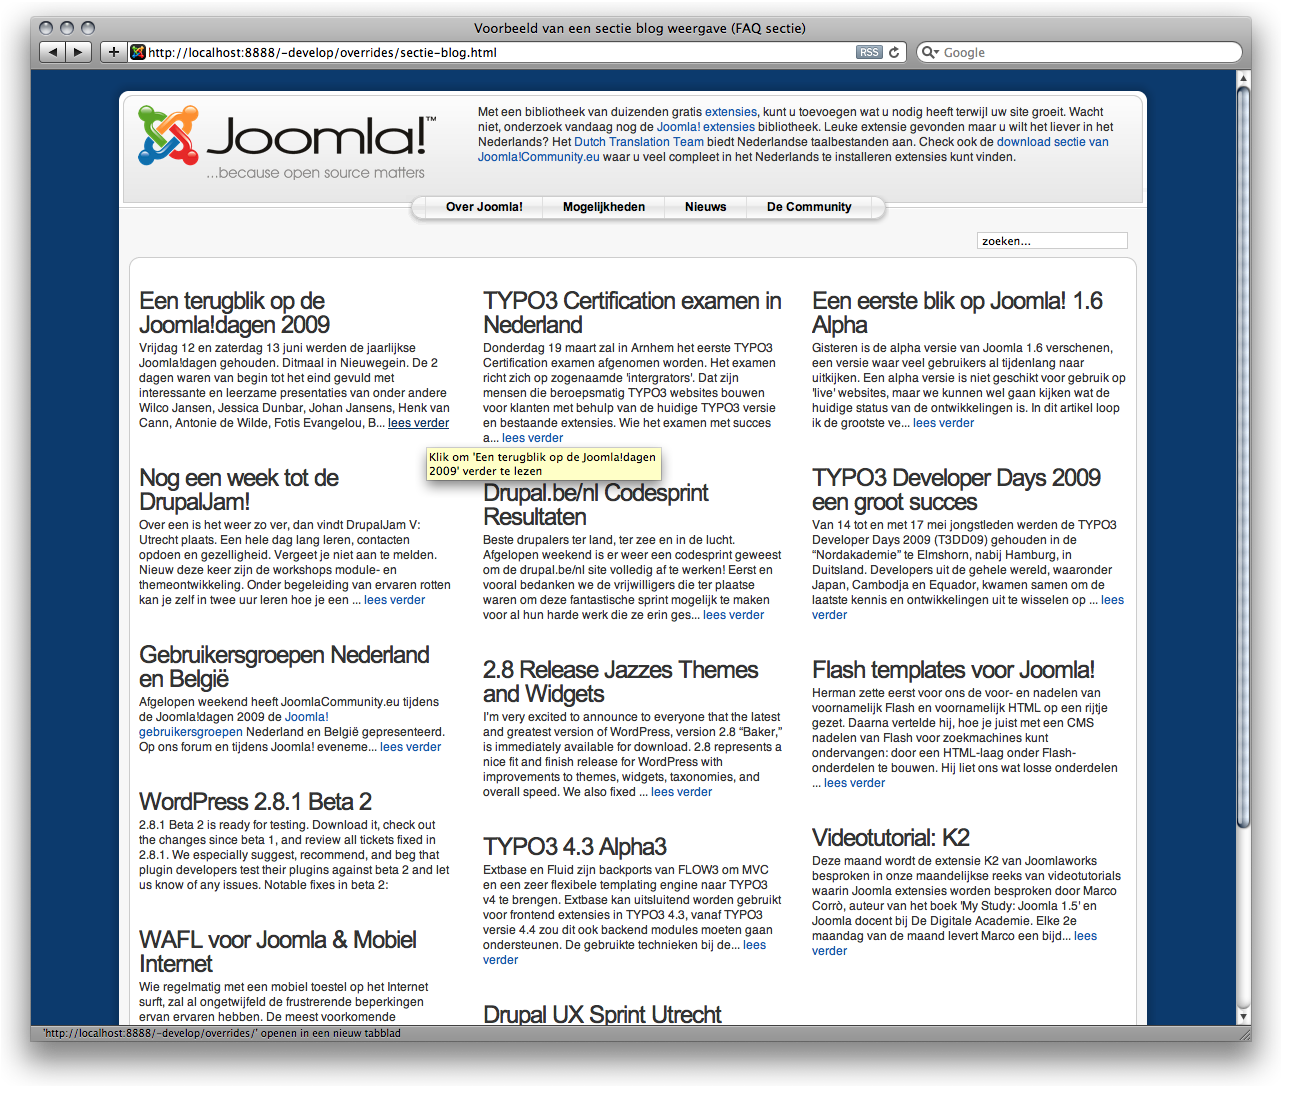 Voorbeeld van een sectie blog weergave (FAQ sectie)
http://localhost:8888/~develop/overrides/sectie-blog.html
RSS
Google
Joomla!™
...because open source matters
Met een bibliotheek van duizenden gratis extensies, kunt u toevoegen wat u nodig heeft terwijl uw site groeit. Wacht
niet, onderzoek vandaag nog de Joomla! extensies bibliotheek. Leuke extensie gevonden maar u wilt het liever in het
Nederlands? Het Dutch Translation Team biedt Nederlandse taalbestanden aan. Check ook de download sectie van
Joomla!Community.eu waar u veel compleet in het Nederlands te installeren extensies kunt vinden.
Over Joomla!
Mogelijkheden
Nieuws
De Community
zoeken...
Een terugblik op de
Joomla!dagen 2009
Vrijdag 12 en zaterdag 13 juni werden de jaarlijkse
Joomla!dagen gehouden. Ditmaal in Nieuwegein. De 2
dagen waren van begin tot het eind gevuld met
interessante en leerzame presentaties van onder andere
Wilco Jansen, Jessica Dunbar, Johan Jansens, Henk van
Cann, Antonie de Wilde, Fotis Evangelou, B... lees verder
Klik om 'Een terugblik op de Joomla!dagen
2009' verder te lezen
Nog een week tot de
DrupalJam!
Over een is het weer zo ver, dan vindt DrupalJam V:
Utrecht plaats. Een hele dag lang leren, contacten
opdoen en gezelligheid. Vergeet je niet aan te melden.
Nieuw deze keer zijn de workshops module- en
themeontwikkeling. Onder begeleiding van ervaren rotten
kan je zelf in twee uur leren hoe je een ... lees verder
Gebruikersgroepen Nederland
en België
Afgelopen weekend heeft JoomlaCommunity.eu tijdens
de Joomla!dagen 2009 de Joomla!
gebruikersgroepen Nederland en België gepresenteerd.
Op ons forum en tijdens Joomla! eveneme... lees verder
WordPress 2.8.1 Beta 2
2.8.1 Beta 2 is ready for testing. Download it, check out
the changes since beta 1, and review all tickets fixed in
2.8.1. We especially suggest, recommend, and beg that
plugin developers test their plugins against beta 2 and let
us know of any issues. Notable fixes in beta 2:
WAFL voor Joomla & Mobiel
Internet
Wie regelmatig met een mobiel toestel op het Internet
surft, zal al ongetwijfeld de frustrerende beperkingen
ervan ervaren hebben. De meest voorkomende
TYPO3 Certification examen in
Nederland
Donderdag 19 maart zal in Arnhem het eerste TYPO3
Certification examen afgenomen worden. Het examen
richt zich op zogenaamde 'intergrators'. Dat zijn
mensen die beroepsmatig TYPO3 websites bouwen
voor klanten met behulp van de huidige TYPO3 versie
en bestaande extensies. Wie het examen met succes
a... lees verder
Drupal.be/nl Codesprint
Resultaten
Beste drupalers ter land, ter zee en in de lucht.
Afgelopen weekend is er weer een codesprint geweest
om de drupal.be/nl site volledig af te werken! Eerst en
vooral bedanken we de vrijwilligers die ter plaatse
waren om deze fantastische sprint mogelijk te maken
voor al hun harde werk die ze erin ges... lees verder
2.8 Release Jazzes Themes
and Widgets
I'm very excited to announce to everyone that the latest
and greatest version of WordPress, version 2.8 “Baker,”
is immediately available for download. 2.8 represents a
nice fit and finish release for WordPress with
improvements to themes, widgets, taxonomies, and
overall speed. We also fixed ... lees verder
TYPO3 4.3 Alpha3
Extbase en Fluid zijn backports van FLOW3 om MVC
en een zeer flexibele templating engine naar TYPO3
v4 te brengen. Extbase kan uitsluitend worden gebruikt
voor frontend extensies in TYPO3 4.3, vanaf TYPO3
versie 4.4 zou dit ook backend modules moeten gaan
ondersteunen. De gebruikte technieken bij de... lees
verder
Drupal UX Sprint Utrecht
Een eerste blik op Joomla! 1.6
Alpha
Gisteren is de alpha versie van Joomla 1.6 verschenen,
een versie waar veel gebruikers al tijdenlang naar
uitkijken. Een alpha versie is niet geschikt voor gebruik op
'live' websites, maar we kunnen wel gaan kijken wat de
huidige status van de ontwikkelingen is. In dit artikel loop
ik de grootste ve... lees verder
TYPO3 Developer Days 2009
een groot succes
Van 14 tot en met 17 mei jongstleden werden de TYPO3
Developer Days 2009 (T3DD09) gehouden in de
“Nordakademie” te Elmshorn, nabij Hamburg, in
Duitsland. Developers uit de gehele wereld, waaronder
Japan, Cambodja en Equador, kwamen samen om de
laatste kennis en ontwikkelingen uit te wisselen op ... lees
verder
Flash templates voor Joomla!
Herman zette eerst voor ons de voor- en nadelen van
voornamelijk Flash en voornamelijk HTML op een rijtje
gezet. Daarna vertelde hij, hoe je juist met een CMS
nadelen van Flash voor zoekmachines kunt
ondervangen: door een HTML-laag onder Flash-
onderdelen te bouwen. Hij liet ons wat losse onderdelen
... lees verder
Videotutorial: K2
Deze maand wordt de extensie K2 van Joomlaworks
besproken in onze maandelijkse reeks van videotutorials
waarin Joomla extensies worden besproken door Marco
Corrò, auteur van het boek 'My Study: Joomla 1.5' en
Joomla docent bij De Digitale Academie. Elke 2e
maandag van de maand levert Marco een bijd... lees
verder
'http://localhost:8888/~develop/overrides/' openen in een nieuw tabblad